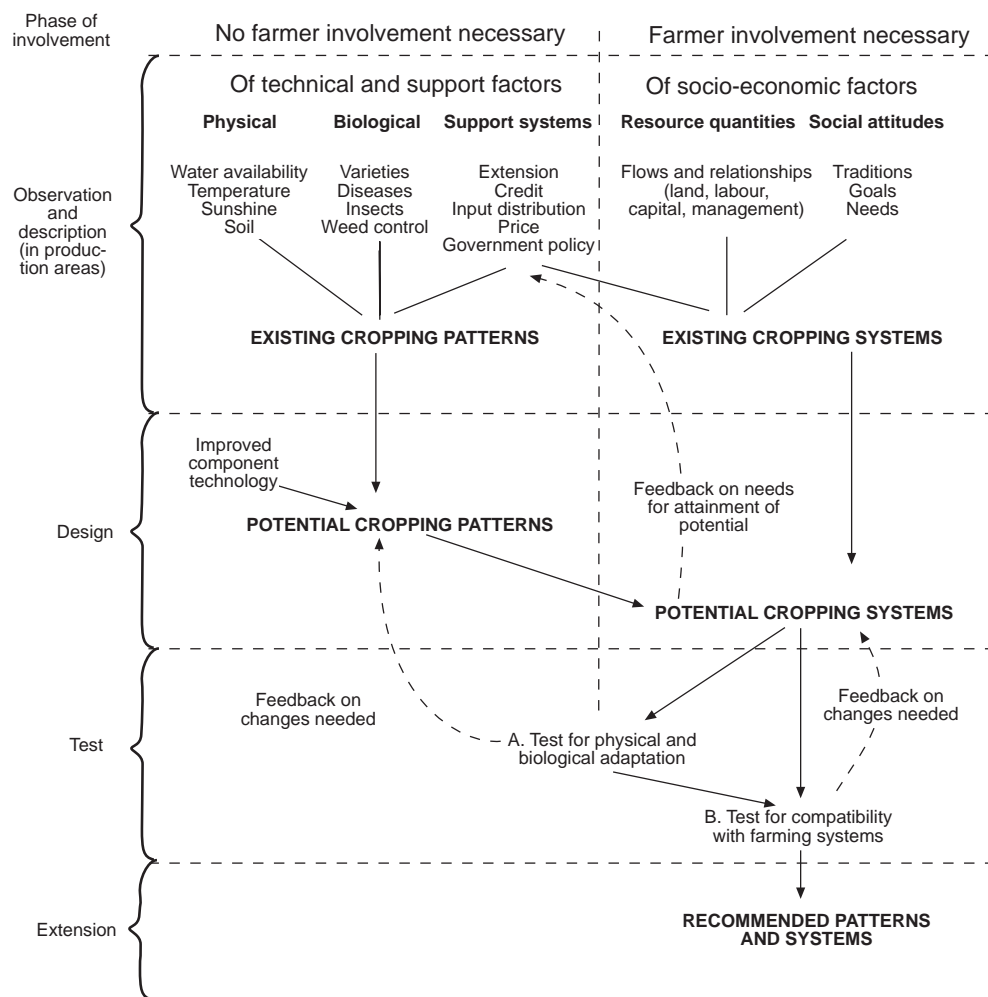 Phase of
involvement
No farmer involvement necessary
Farmer involvement necessary
Of technical and support factors
Of socio-economic factors
Physical
Biological
Support systems
Resource quantities
Social attitudes
Observation
and
description
(in produc-
tion areas)
Water availability
Temperature
Sunshine
Soil
Varieties
Diseases
Insects
Weed control
Extension
Credit
Input distribution
Price
Government policy
Flows and relationships
(land, labour,
capital, management)
Traditions
Goals
Needs
EXISTING CROPPING PATTERNS
EXISTING CROPPING SYSTEMS
Design
Improved
component
technology
POTENTIAL CROPPING PATTERNS
Feedback on needs
for attainment of
potential
POTENTIAL CROPPING SYSTEMS
Test
Feedback on
changes needed
Feedback on
changes needed
A. Test for physical and
biological adaptation
B. Test for compatibility
with farming systems
Extension
RECOMMENDED PATTERNS
AND SYSTEMS